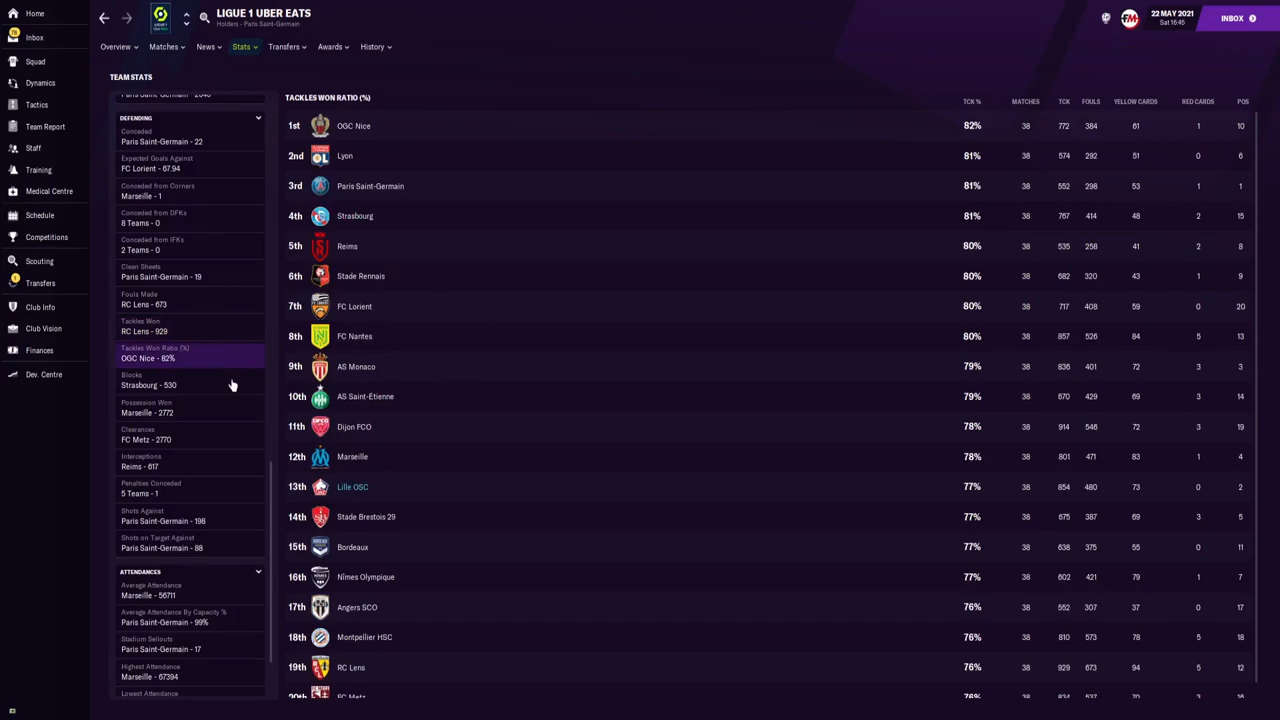 Home
Inbox
Squad
Dynamics
Tactics
Team Report
Staff
Training
Medical Centre
Schedule
Competitions
Scouting
Transfers
Club Info
Club Vision
Finances
Dev. Centre
LIGUE 1 UBER EATS
Holders - Paris Saint-Germain
22 MAY 2021
Sat 16:45
INBOX
Overview Matches News Stats Transfers Awards History
TEAM STATS
Paris Saint-Germain - 2646
DEFENDING
Conceded
Paris Saint-Germain - 22
Expected Goals Against
FC Lorient - 67.94
Conceded from Corners
Marseille - 1
Conceded from DFKs
8 Teams - 0
Conceded from IFKs
2 Teams - 0
Clean Sheets
Paris Saint-Germain - 19
Fouls Made
RC Lens - 673
Tackles Won
RC Lens - 929
Tackles Won Ratio (%)
OGC Nice - 82%
Blocks
Strasbourg - 530
Possession Won
Marseille - 2772
Clearances
FC Metz - 2770
Interceptions
Reims - 617
Penalties Conceded
5 Teams - 1
Shots Against
Paris Saint-Germain - 198
Shots on Target Against
Paris Saint-Germain - 88
ATTENDANCES
Average Attendance
Marseille - 56711
Average Attendance By Capacity %
Paris Saint-Germain - 99%
Stadium Sellouts
Paris Saint-Germain - 17
Highest Attendance
Marseille - 67394
Lowest Attendance
TACKLES WON RATIO (%) TCK % MATCHES TCK FOULS YELLOW CARDS RED CARDS POS
1st OGC Nice 82% 38 772 384 61 1 10
2nd Lyon 81% 38 574 292 51 0 6
3rd Paris Saint-Germain 81% 38 552 298 53 1 1
4th Strasbourg 81% 38 767 414 48 2 15
5th Reims 80% 38 535 258 41 2 8
6th Stade Rennais 80% 38 682 320 43 1 9
7th FC Lorient 80% 38 717 408 59 0 20
8th FC Nantes 80% 38 857 526 84 5 13
9th AS Monaco 79% 38 836 401 72 3 3
10th AS Saint-Étienne 79% 38 670 429 69 3 14
11th Dijon FCO 78% 38 914 546 72 3 19
12th Marseille 78% 38 801 471 83 1 4
13th Lille OSC 77% 38 854 480 73 0 2
14th Stade Brestois 29 77% 38 675 387 69 3 5
15th Bordeaux 77% 38 638 375 55 0 11
16th Nîmes Olympique 77% 38 602 421 79 1 7
17th Angers SCO 76% 38 552 307 37 0 17
18th Montpellier HSC 76% 38 810 573 78 5 18
19th RC Lens 76% 38 929 673 94 5 12
20th FC Metz 76% 38 834 537 70 3 16